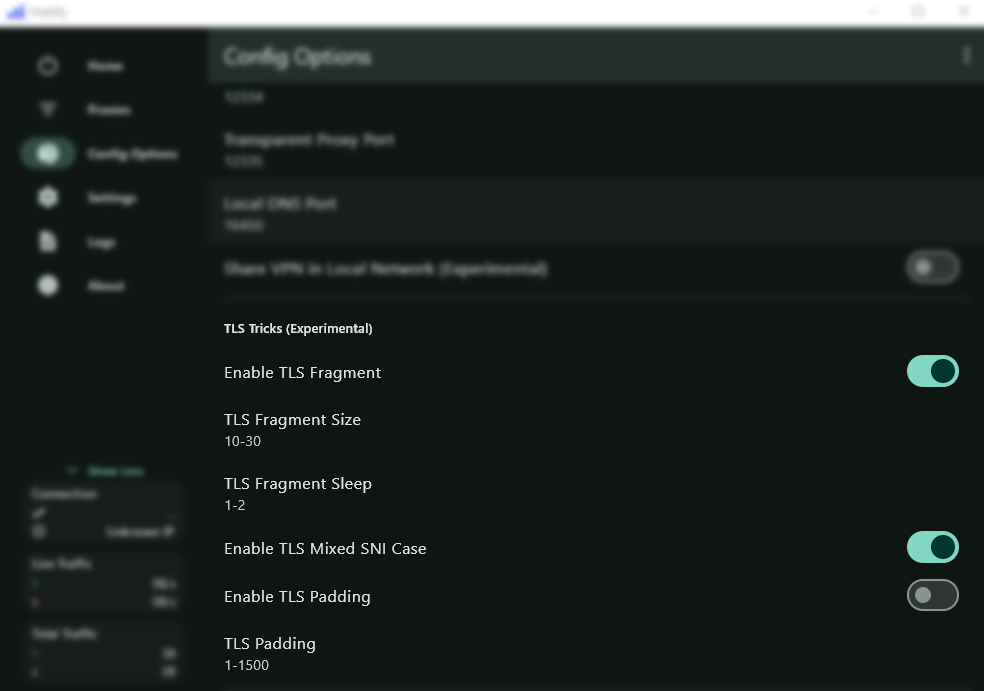 Hiddify
Home
Proxies
Config Options
Settings
Logs
About
Show Less
Connection
Unknown IP
Live Traffic
Total Traffic
Config Options
12334
Transparent Proxy Port
12335
Local DNS Port
16450
Share VPN in Local Network (Experimental)
TLS Tricks (Experimental)
Enable TLS Fragment
TLS Fragment Size
10-30
TLS Fragment Sleep
1-2
Enable TLS Mixed SNI Case
Enable TLS Padding
TLS Padding
1-1500